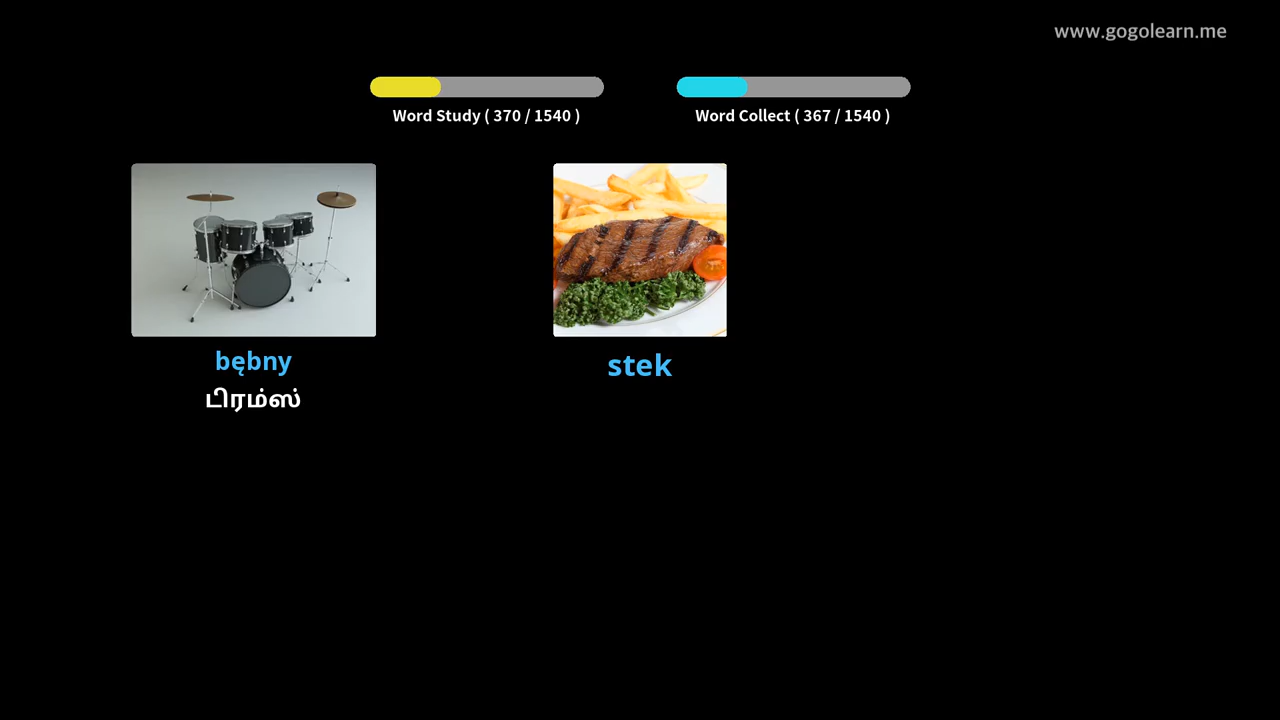 www.gogolearn.me
Word Study ( 370 / 1540 )
Word Collect ( 367 / 1540 )
bębny
டிரம்ஸ்
stek